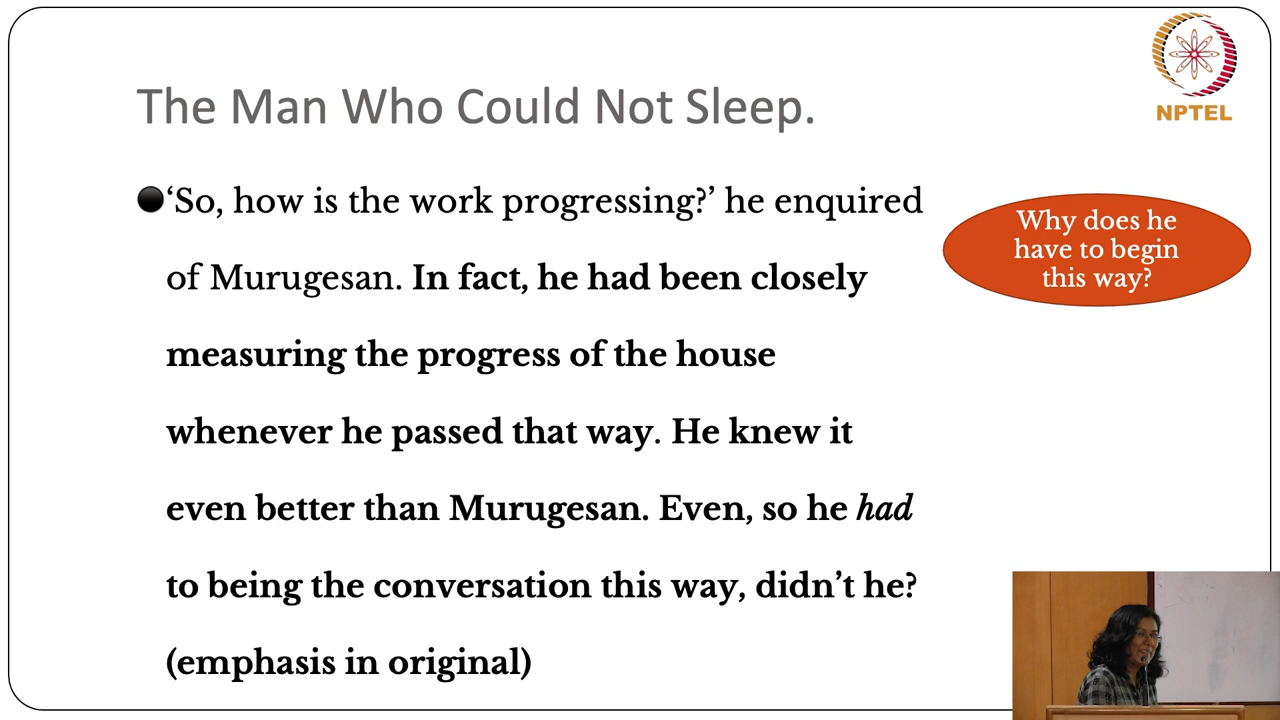 NPTEL
The Man Who Could Not Sleep.
‘So, how is the work progressing?’ he enquired
of Murugesan. In fact, he had been closely
measuring the progress of the house
whenever he passed that way. He knew it
even better than Murugesan. Even, so he had
to being the conversation this way, didn’t he?
(emphasis in original)
Why does he
have to begin
this way?